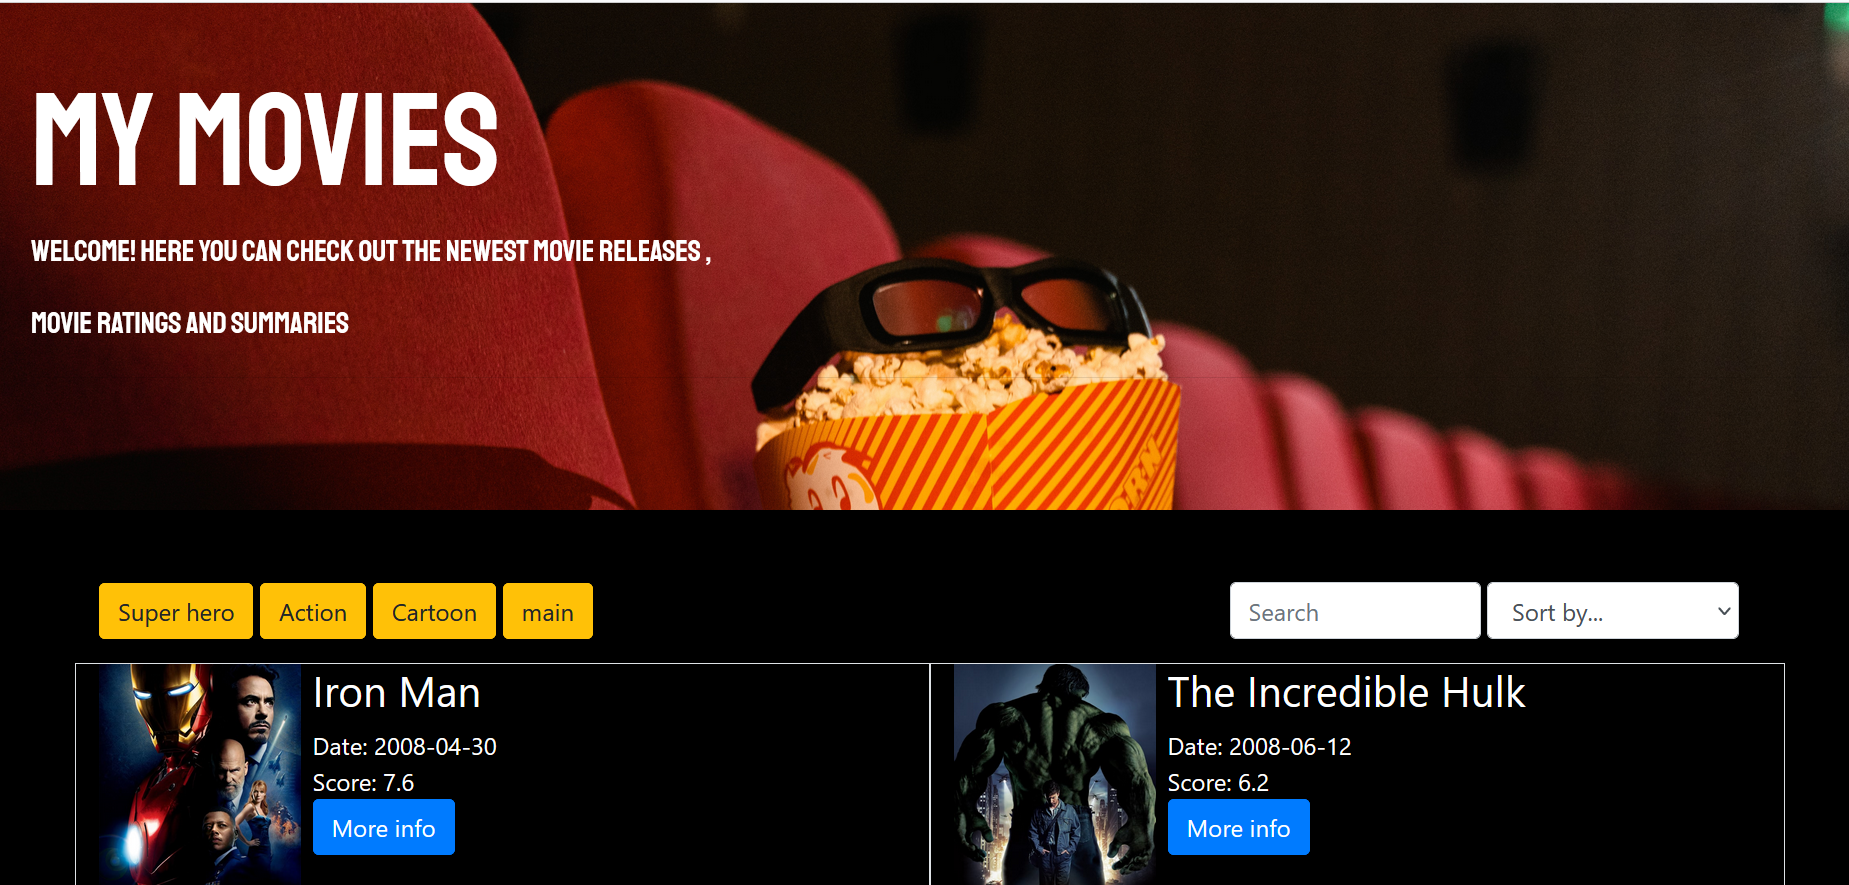 MY MOVIES
WELCOME! HERE YOU CAN CHECK OUT THE NEWEST MOVIE RELEASES ,
MOVIE RATINGS AND SUMMARIES
ORN
Super hero Action Cartoon main Search Sort by...
Iron Man
Date: 2008-04-30
Score: 7.6
More info
The Incredible Hulk
Date: 2008-06-12
Score: 6.2
More info